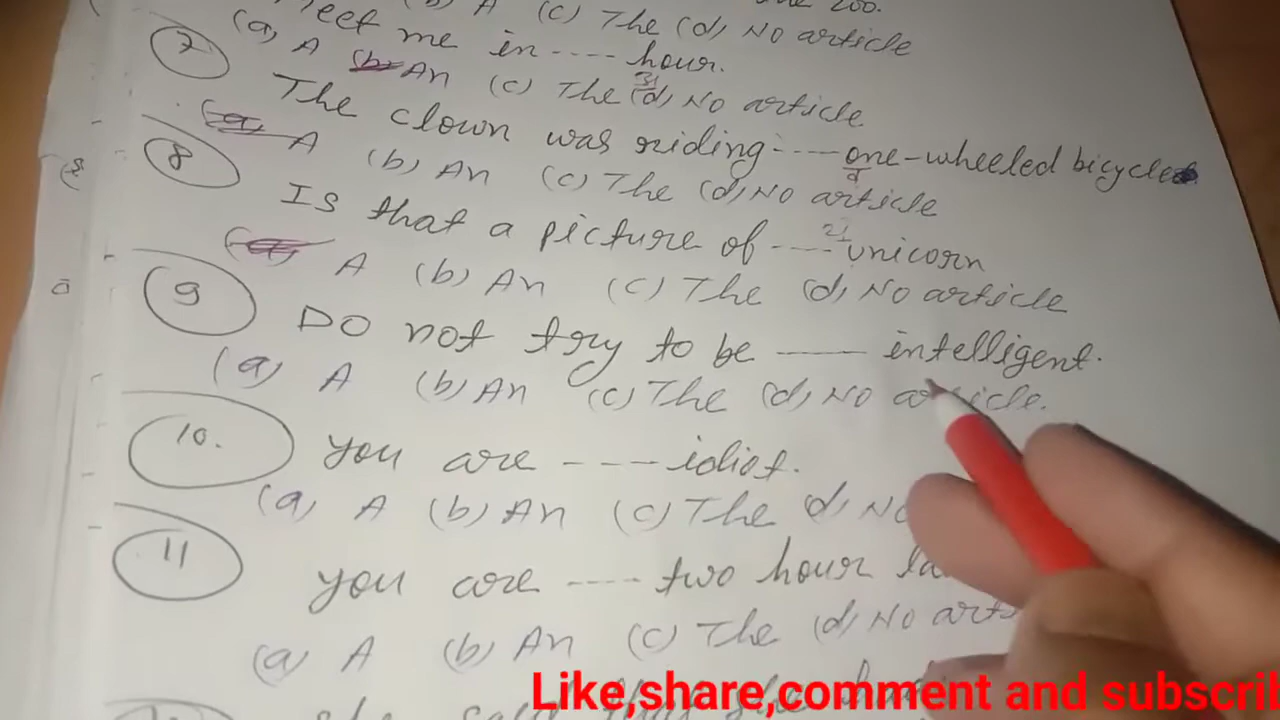 (b) A (c) The (d) No article
meet me in ---- hour.
7 (a) A (b) An (c) The (d) No article
The clown was riding ---- one-wheeled bicycle
8 (a) A (b) An (c) The (d) No article
Is that a picture of ---- unicorn
(a) A (b) An (c) The (d) No article
9 Do not try to be ---- intelligent.
(a) A (b) An (c) The (d) No article.
10. You are ---- idiot.
(a) A (b) An (c) The (d) No
11 You are ---- two hour
(a) A (b) An (c) The (d) No
Like,share,comment and subscrib